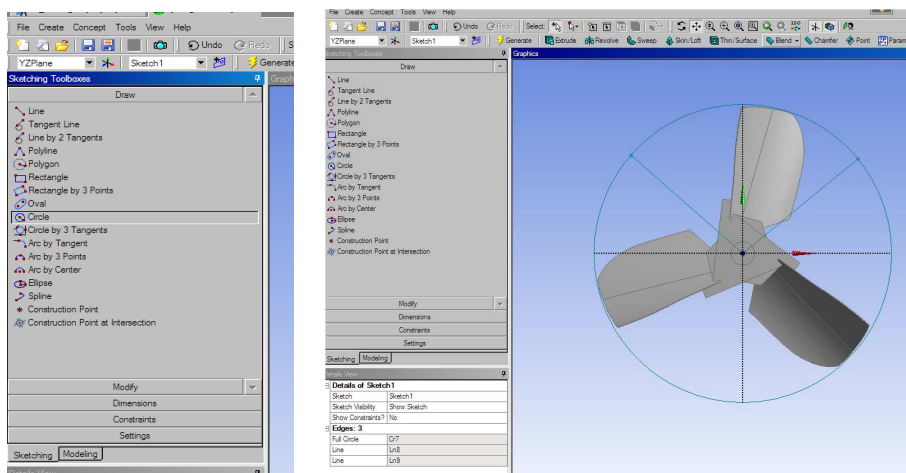 File Create Concept Tools View Help
Undo Redo
YZPlane Sketch1 Generate
Sketching Toolboxes Graph
Draw
Line
Tangent Line
Line by 2 Tangents
Polyline
Polygon
Rectangle
Rectangle by 3 Points
Oval
Circle
Circle by 3 Tangents
Arc by Tangent
Arc by 3 Points
Arc by Center
Ellipse
Spline
Construction Point
Construction Point at Intersection
Modify
Dimensions
Constraints
Settings
Sketching Modeling
Details View
File Create Concept Tools View Help
Undo Redo Select:
YZPlane Sketch1 Generate Extrude Revolve Sweep Skin/Loft Thin/Surface Blend Chamfer Point Param
Sketching Toolboxes Graphics
Draw
Line
Tangent Line
Line by 2 Tangents
Polyline
Polygon
Rectangle
Rectangle by 3 Points
Oval
Circle
Circle by 3 Tangents
Arc by Tangent
Arc by 3 Points
Arc by Center
Ellipse
Spline
Construction Point
Construction Point at Intersection
Modify
Dimensions
Constraints
Settings
Sketching Modeling
Details View
Details of Sketch1
Sketch Sketch1
Sketch Visibility Show Sketch
Show Constraints? No
Edges: 3
Full Circle Cr7
Line Ln8
Line Ln9